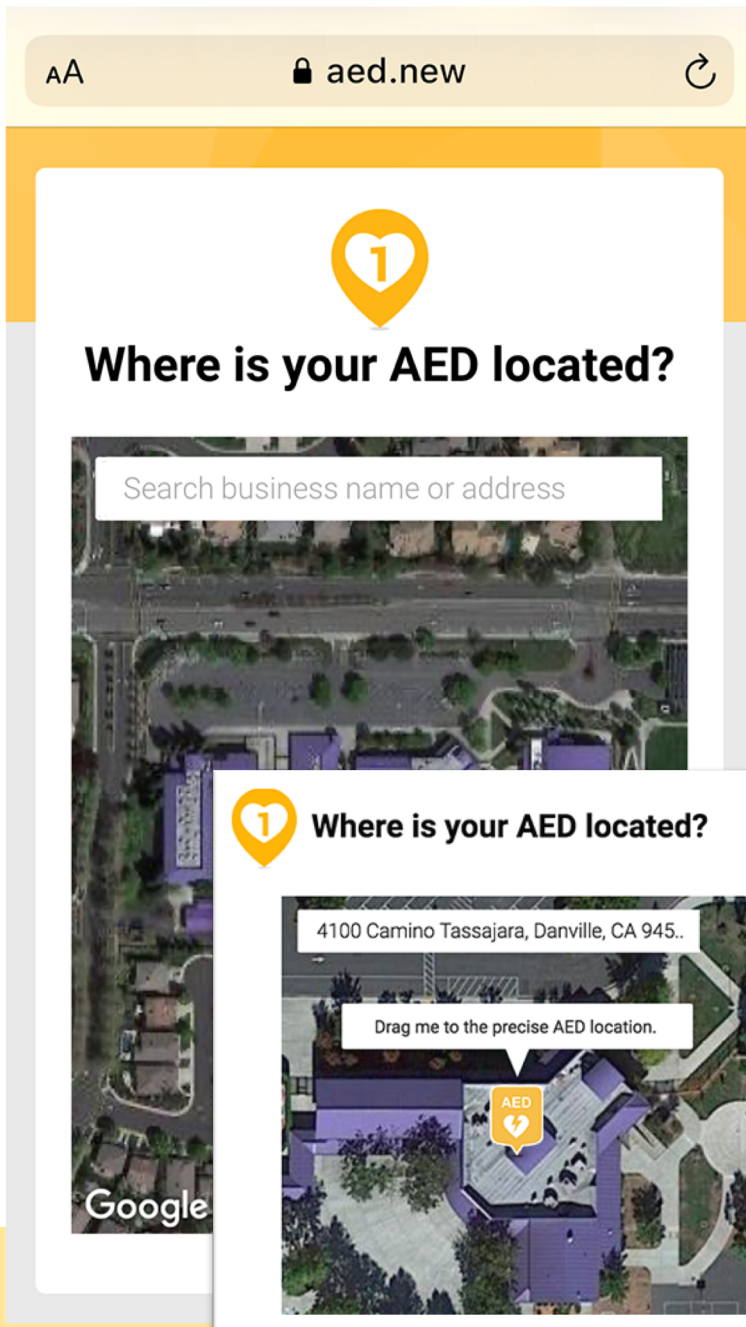 AA
aed.new
1
Where is your AED located?
Search business name or address
Google
1
Where is your AED located?
4100 Camino Tassajara, Danville, CA 945..
Drag me to the precise AED location.
AED